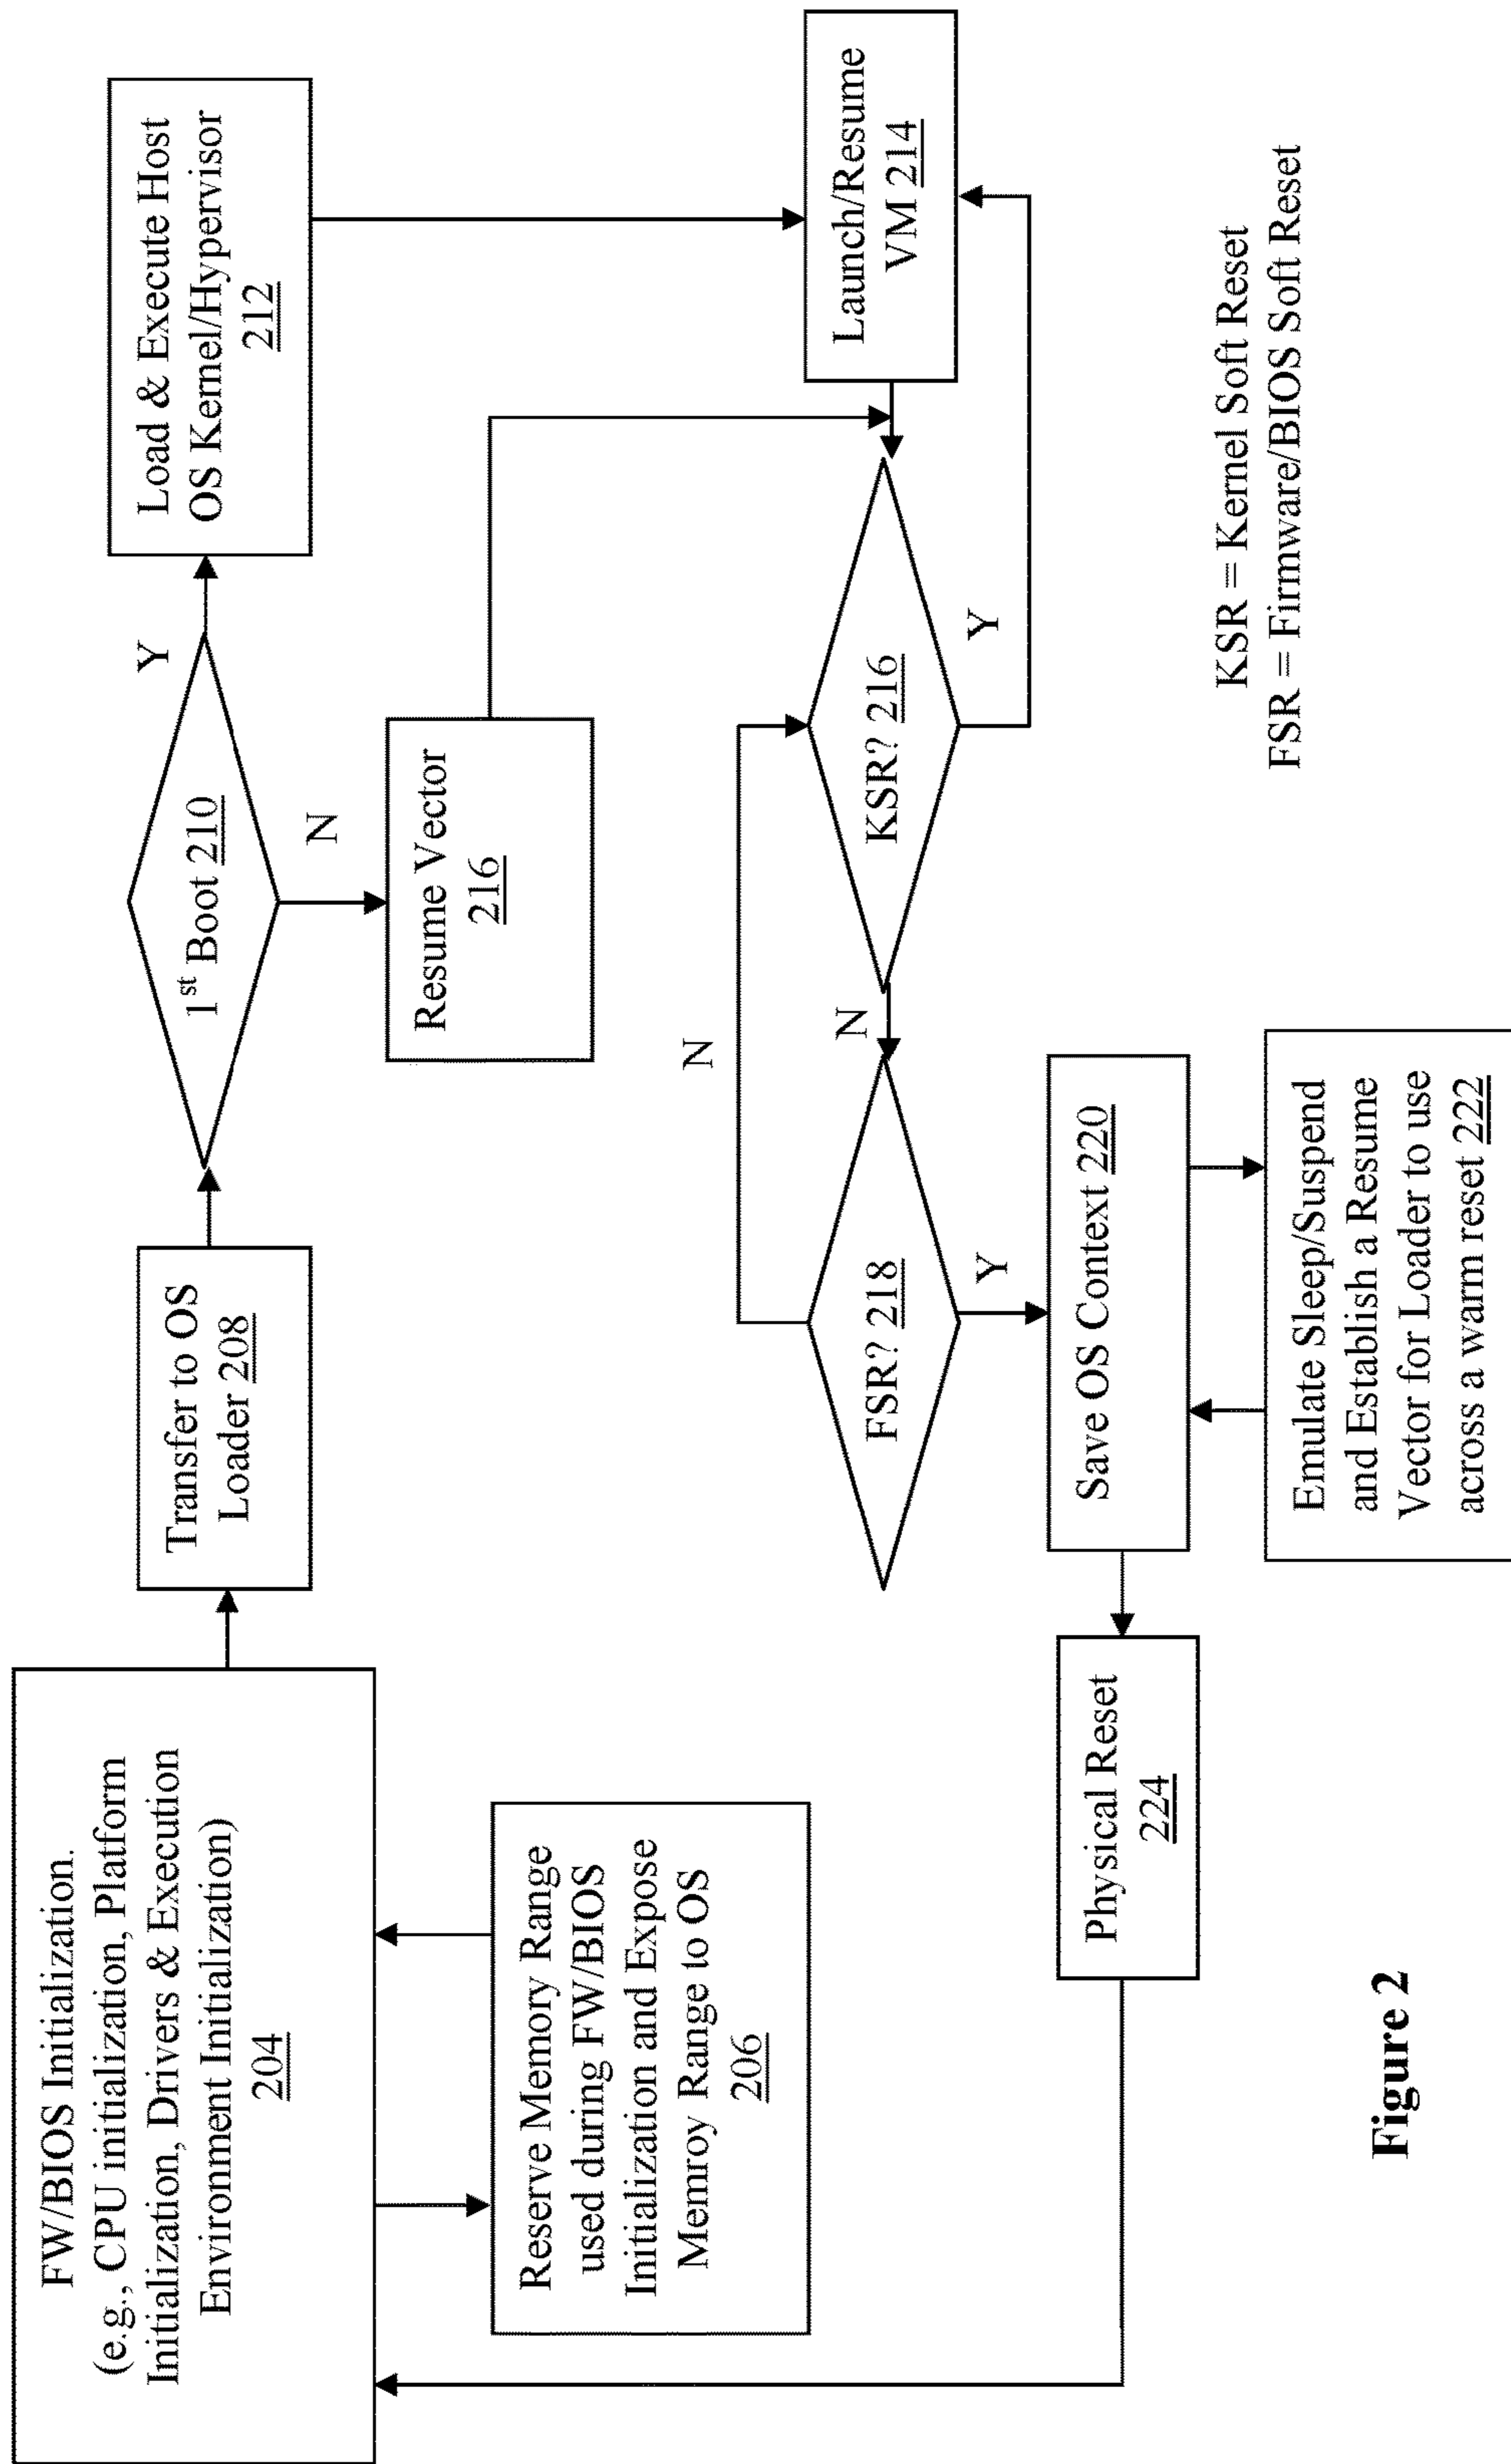 FW/BIOS Initialization.
(e.g., CPU initialization, Platform
Initialization, Drivers & Execution
Environment Initialization)
204
Reserve Memory Range
used during FW/BIOS
Initialization and Expose
Memroy Range to OS
206
Transfer to OS
Loader 208
1st Boot 210
Y
N
Load & Execute Host
OS Kernel/Hypervisor
212
Resume Vector
216
Launch/Resume
VM 214
KSR? 216
Y
N
N
FSR? 218
Y
Save OS Context 220
Emulate Sleep/Suspend
and Establish a Resume
Vector for Loader to use
across a warm reset 222
Physical Reset
224
KSR = Kernel Soft Reset
FSR = Firmware/BIOS Soft Reset
Figure 2